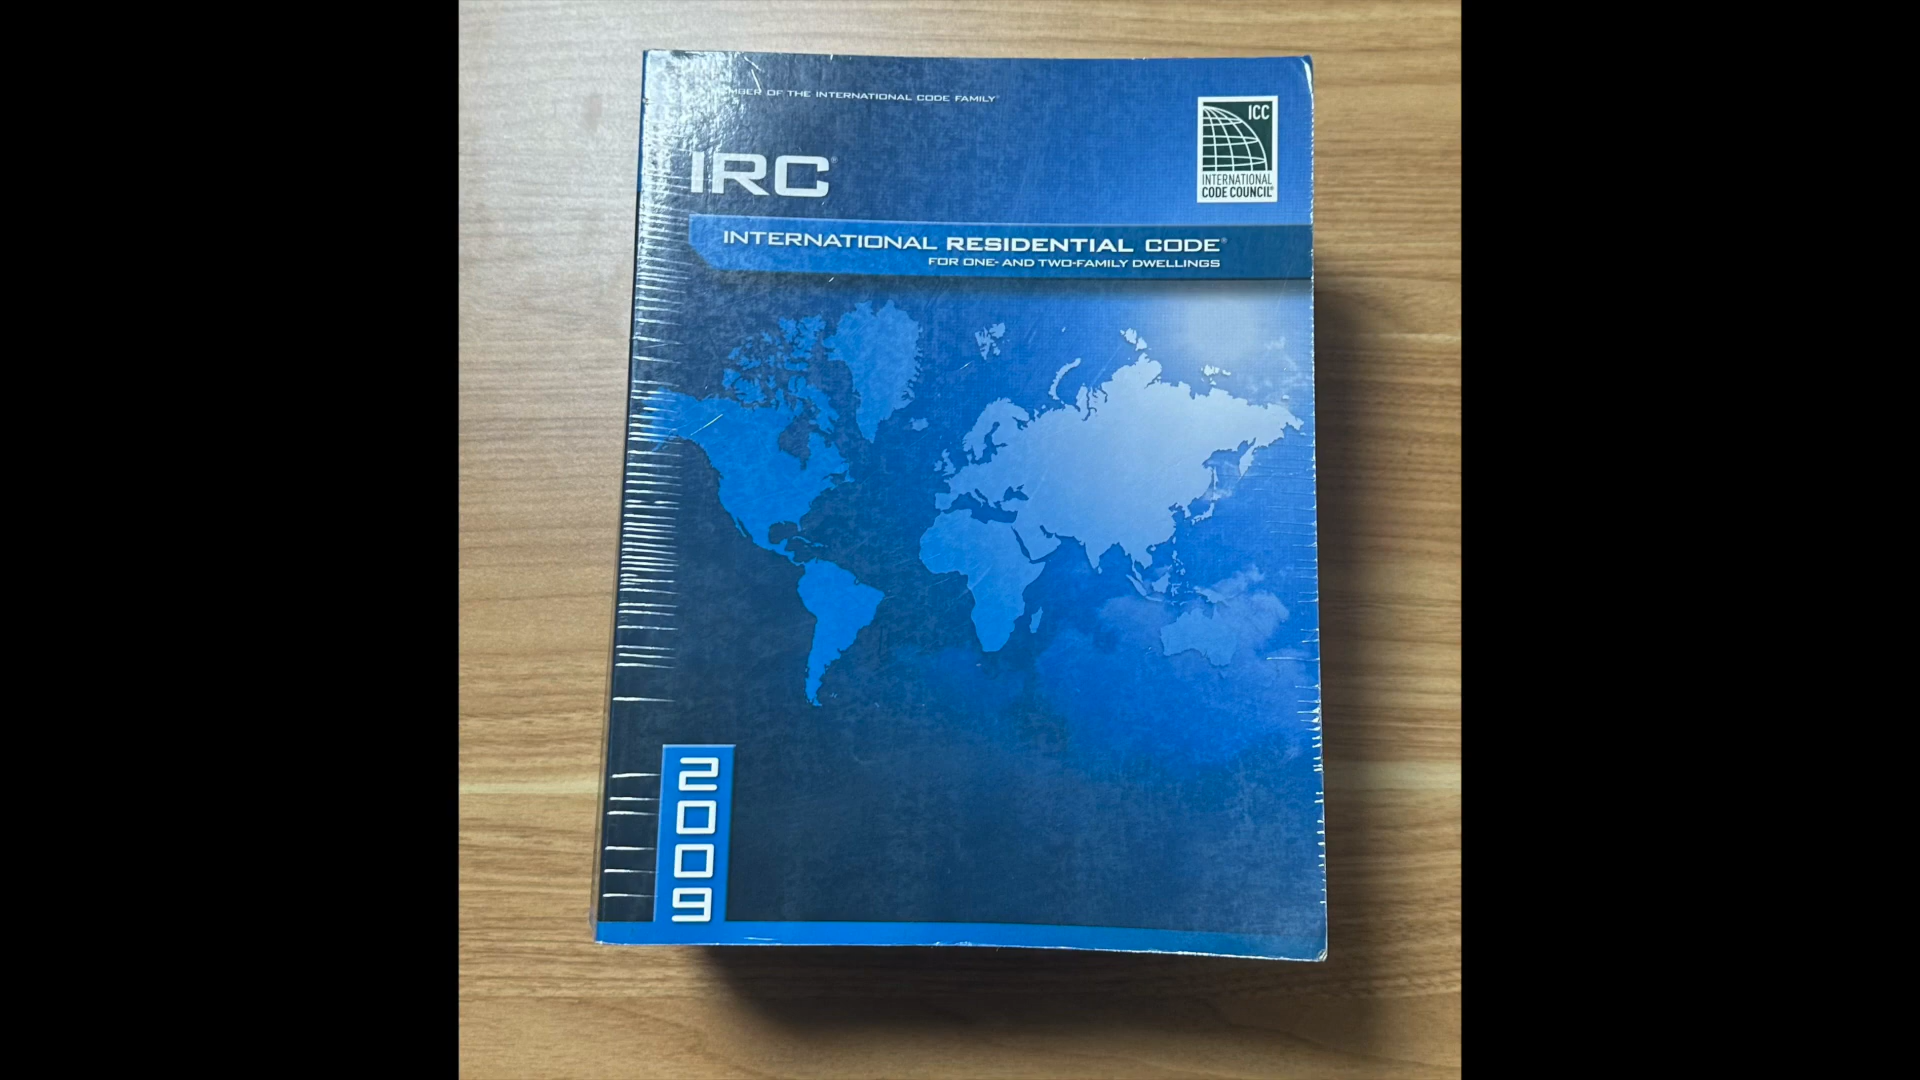 MEMBER OF THE INTERNATIONAL CODE FAMILY®
ICC
INTERNATIONAL
CODE COUNCIL®
IRC®
INTERNATIONAL RESIDENTIAL CODE®
FOR ONE- AND TWO-FAMILY DWELLINGS
2009